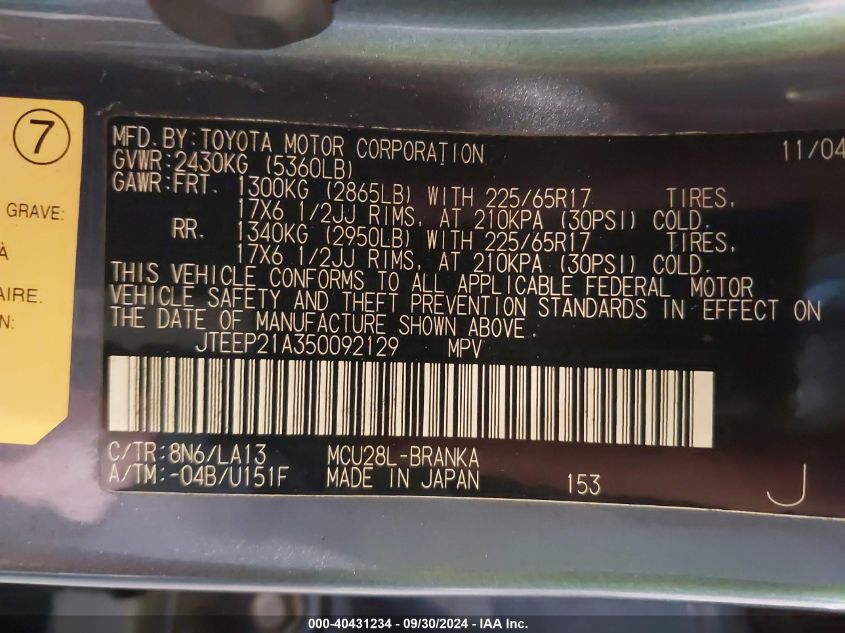 7
GRAVE:
À
AIRE.
N:
MFD. BY: TOYOTA MOTOR CORPORATION 11/04
GVWR: 2430KG (5360LB)
GAWR: FRT. 1300KG (2865LB) WITH 225/65R17 TIRES,
17X6 1/2JJ RIMS, AT 210KPA (30PSI) COLD.
RR. 1340KG (2950LB) WITH 225/65R17 TIRES,
17X6 1/2JJ RIMS, AT 210KPA (30PSI) COLD.
THIS VEHICLE CONFORMS TO ALL APPLICABLE FEDERAL MOTOR
VEHICLE SAFETY AND THEFT PREVENTION STANDARDS IN EFFECT ON
THE DATE OF MANUFACTURE SHOWN ABOVE.
JTEEP21A350092129 MPV
C/TR: 8N6/LA13 MCU28L-BRANKA
A/TM: -04B/U151F MADE IN JAPAN 153 J
000-40431234 - 09/30/2024 - IAA Inc.